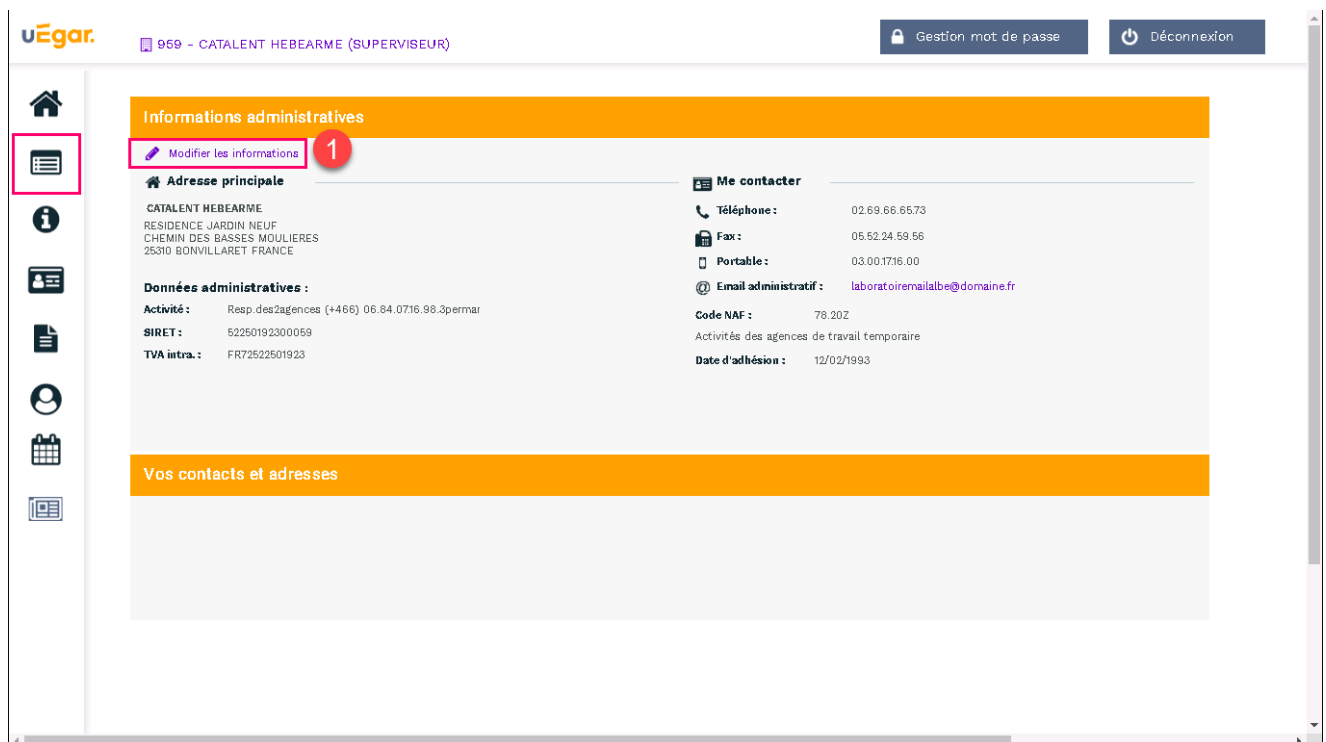 uEgar.
959 - CATALENT HEBEARME (SUPERVISEUR)
Gestion mot de passe
Déconnexion
Informations administratives
Modifier les informations
1
Adresse principale
CATALENT HEBEARME
RESIDENCE JARDIN NEUF
CHEMIN DES BASSES MOULIERES
25310 BONVILLARET FRANCE
Données administratives :
Activité : Resp.des2agences (+466) 06.84.07.16.98.3permar
SIRET : 52250192300059
TVA intra. : FR72522501923
Me contacter
Téléphone : 02.69.66.65.73
Fax : 05.52.24.59.56
Portable : 03.00.17.16.00
Email administratif : laboratoiremailalbe@domaine.fr
Code NAF : 78.20Z
Activités des agences de travail temporaire
Date d'adhésion : 12/02/1993
Vos contacts et adresses